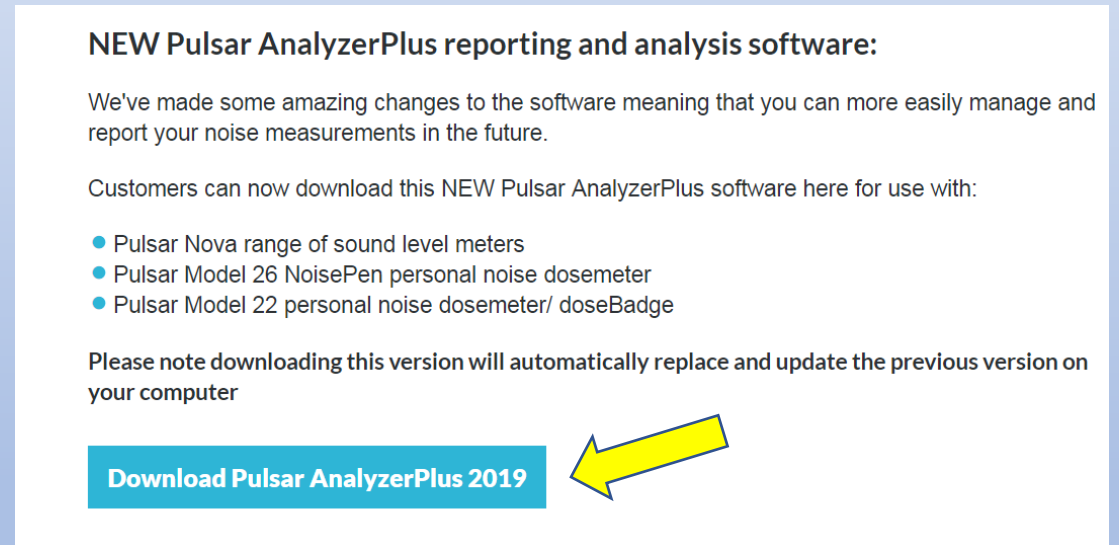 NEW Pulsar AnalyzerPlus reporting and analysis software:
We've made some amazing changes to the software meaning that you can more easily manage and
report your noise measurements in the future.
Customers can now download this NEW Pulsar AnalyzerPlus software here for use with:
Pulsar Nova range of sound level meters
Pulsar Model 26 NoisePen personal noise dosemeter
Pulsar Model 22 personal noise dosemeter/ doseBadge
Please note downloading this version will automatically replace and update the previous version on
your computer
Download Pulsar AnalyzerPlus 2019